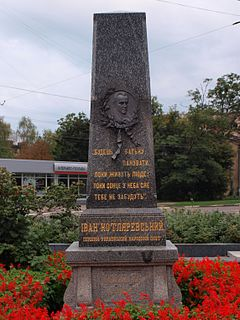 "БУДЕШ, БАТЬКУ,
ПАНУВАТИ,
ПОКИ ЖИВУТЬ ЛЮДЕ;
ПОКИ СОНЦЕ З НЕБА СЯЄ
ТЕБЕ НЕ ЗАБУДУТЬ!"
ІВАН КОТЛЯРЕВСЬКИЙ